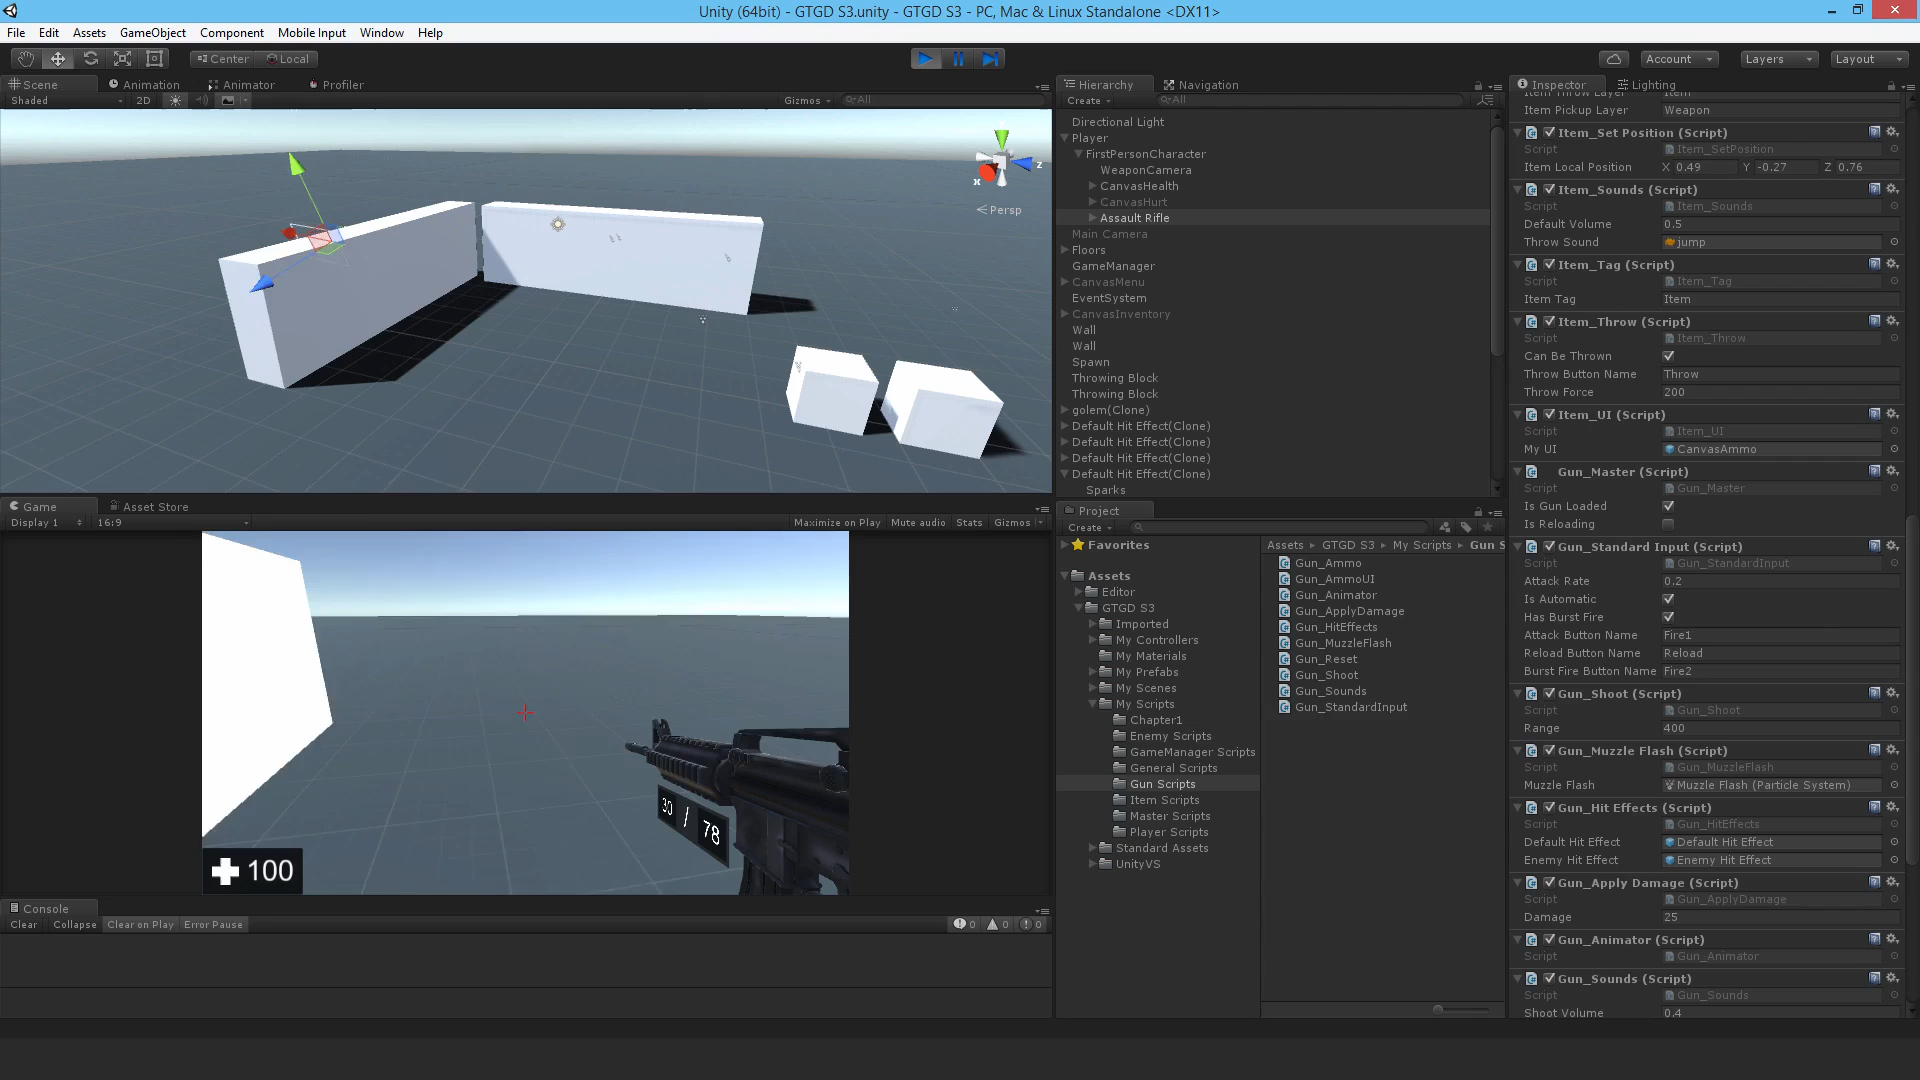 Unity (64bit) - GTGD S3.unity - GTGD S3 - PC, Mac & Linux Standalone <DX11>
File Edit Assets GameObject Component Mobile Input Window Help
Center Local Account Layers Layout
Scene Animation Animator Profiler
Shaded 2D Gizmos All
x z
Persp
Game Asset Store
Display 1 16:9 Maximize on Play Mute audio Stats Gizmos
30 / 78
100
Console
Clear Collapse Clear on Play Error Pause 0 0 0
Hierarchy Navigation
Create All
Directional Light
Player
FirstPersonCharacter
WeaponCamera
CanvasHealth
CanvasHurt
Assault Rifle
Main Camera
Floors
GameManager
CanvasMenu
EventSystem
CanvasInventory
Wall
Wall
Spawn
Throwing Block
Throwing Block
golem(Clone)
Default Hit Effect(Clone)
Default Hit Effect(Clone)
Default Hit Effect(Clone)
Default Hit Effect(Clone)
Sparks
Project
Create
Favorites
Assets
Editor
GTGD S3
Imported
My Controllers
My Materials
My Prefabs
My Scenes
My Scripts
Chapter1
Enemy Scripts
GameManager Scripts
General Scripts
Gun Scripts
Item Scripts
Master Scripts
Player Scripts
Standard Assets
UnityVS
Assets GTGD S3 My Scripts Gun S
Gun_Ammo
Gun_AmmoUI
Gun_Animator
Gun_ApplyDamage
Gun_HitEffects
Gun_MuzzleFlash
Gun_Reset
Gun_Shoot
Gun_Sounds
Gun_StandardInput
Inspector Lighting
Item Throw Layer Item
Item Pickup Layer Weapon
Item_Set Position (Script)
Script Item_SetPosition
Item Local Position X 0.49 Y -0.27 Z 0.76
Item_Sounds (Script)
Script Item_Sounds
Default Volume 0.5
Throw Sound jump
Item_Tag (Script)
Script Item_Tag
Item Tag Item
Item_Throw (Script)
Script Item_Throw
Can Be Thrown
Throw Button Name Throw
Throw Force 200
Item_UI (Script)
Script Item_UI
My UI CanvasAmmo
Gun_Master (Script)
Script Gun_Master
Is Gun Loaded
Is Reloading
Gun_Standard Input (Script)
Script Gun_StandardInput
Attack Rate 0.2
Is Automatic
Has Burst Fire
Attack Button Name Fire1
Reload Button Name Reload
Burst Fire Button Name Fire2
Gun_Shoot (Script)
Script Gun_Shoot
Range 400
Gun_Muzzle Flash (Script)
Script Gun_MuzzleFlash
Muzzle Flash Muzzle Flash (Particle System)
Gun_Hit Effects (Script)
Script Gun_HitEffects
Default Hit Effect Default Hit Effect
Enemy Hit Effect Enemy Hit Effect
Gun_Apply Damage (Script)
Script Gun_ApplyDamage
Damage 25
Gun_Animator (Script)
Script Gun_Animator
Gun_Sounds (Script)
Script Gun_Sounds
Shoot Volume 0.4